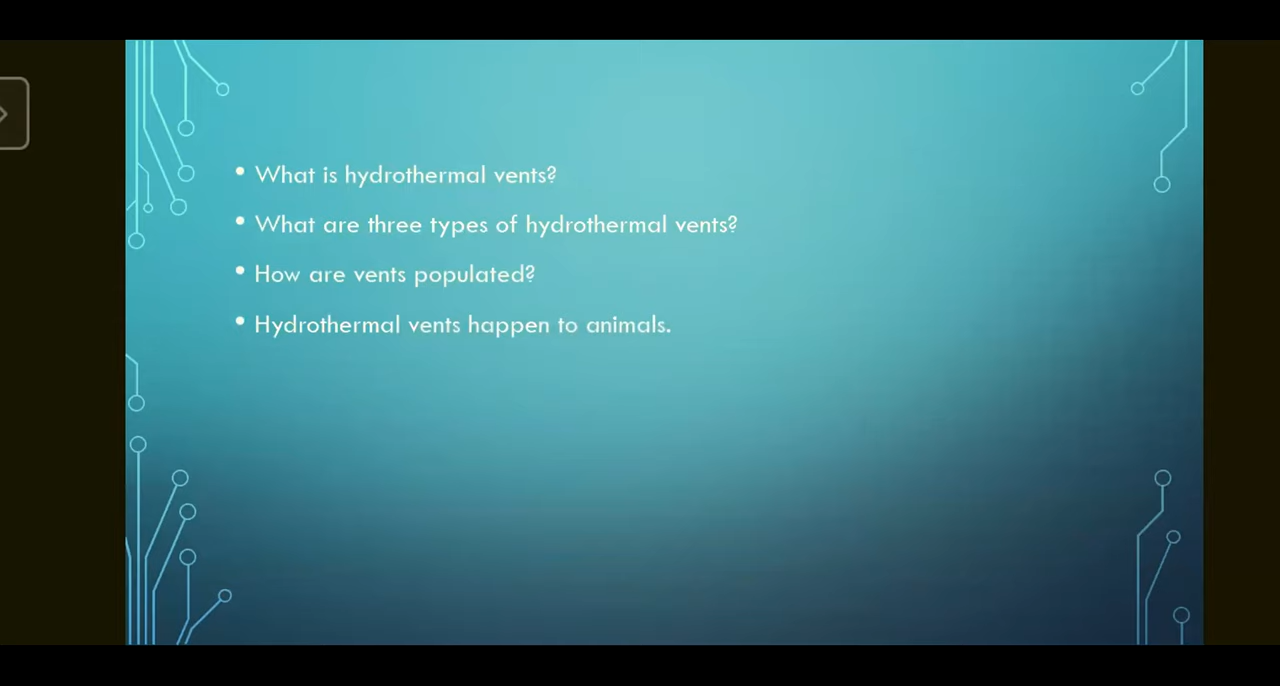 • What is hydrothermal vents?
• What are three types of hydrothermal vents?
• How are vents populated?
• Hydrothermal vents happen to animals.